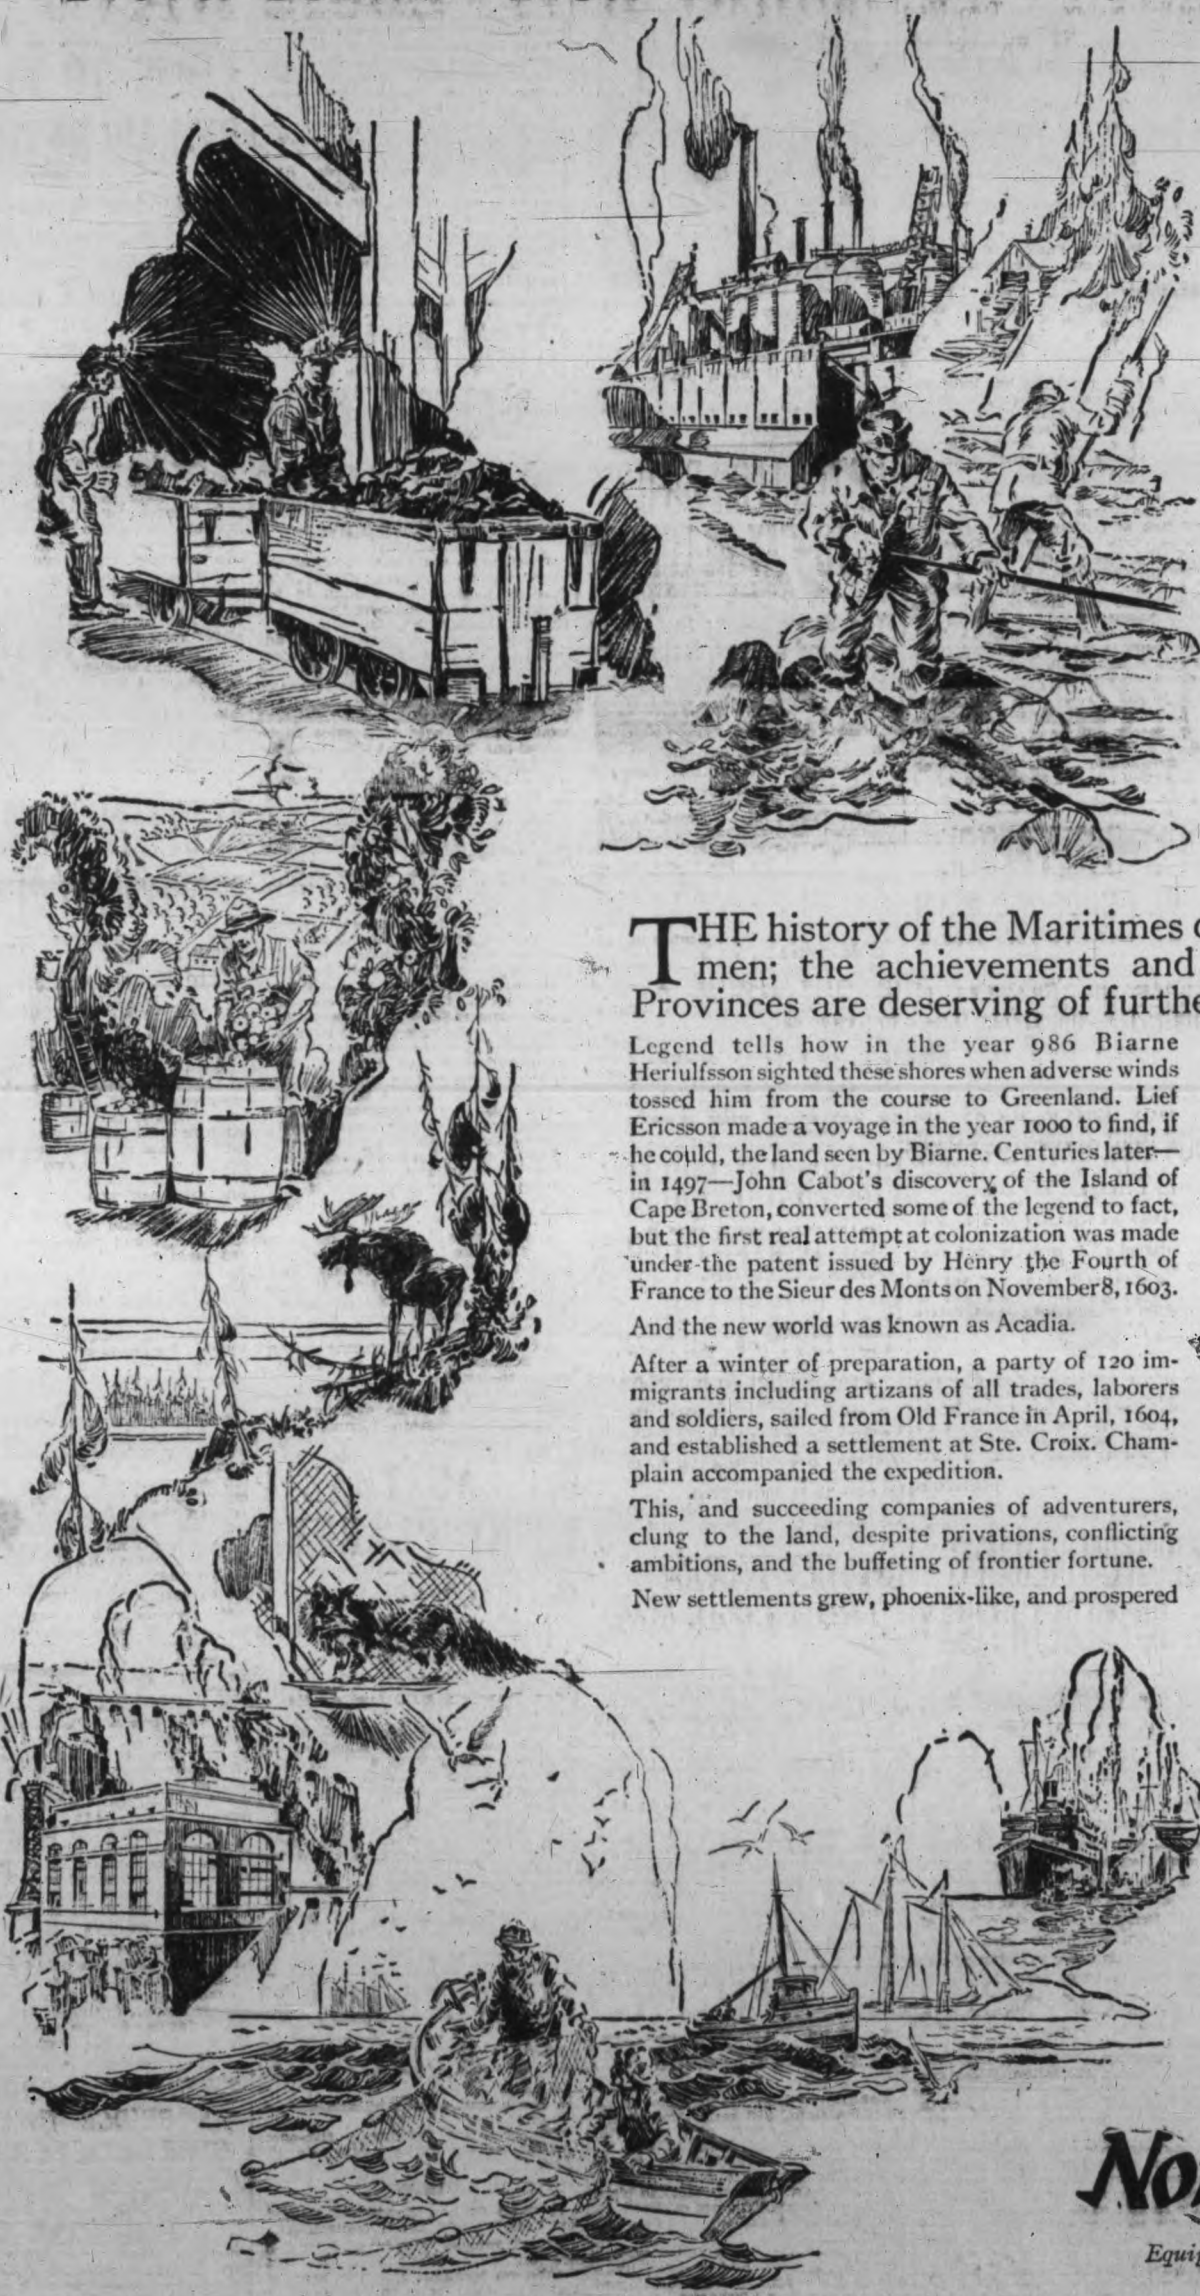 THE history of the Maritimes
men; the achievements and
Provinces are deserving of furthe
Legend tells how in the year 986 Biarne
Heriulfsson sighted these shores when adverse winds
tossed him from the course to Greenland. Lief
Ericsson made a voyage in the year 1000 to find, if
he could, the land seen by Biarne. Centuries later—
in 1497—John Cabot's discovery of the Island of
Cape Breton, converted some of the legend to fact,
but the first real attempt at colonization was made
under the patent issued by Henry the Fourth of
France to the Sieur des Monts on November 8, 1603.
And the new world was known as Acadia.
After a winter of preparation, a party of 120 im-
migrants including artizans of all trades, laborers
and soldiers, sailed from Old France in April, 1604,
and established a settlement at Ste. Croix. Cham-
plain accompanied the expedition.
This, and succeeding companies of adventurers,
clung to the land, despite privations, conflicting
ambitions, and the buffeting of frontier fortune.
New settlements grew, phoenix-like, and prospered
No
Equip